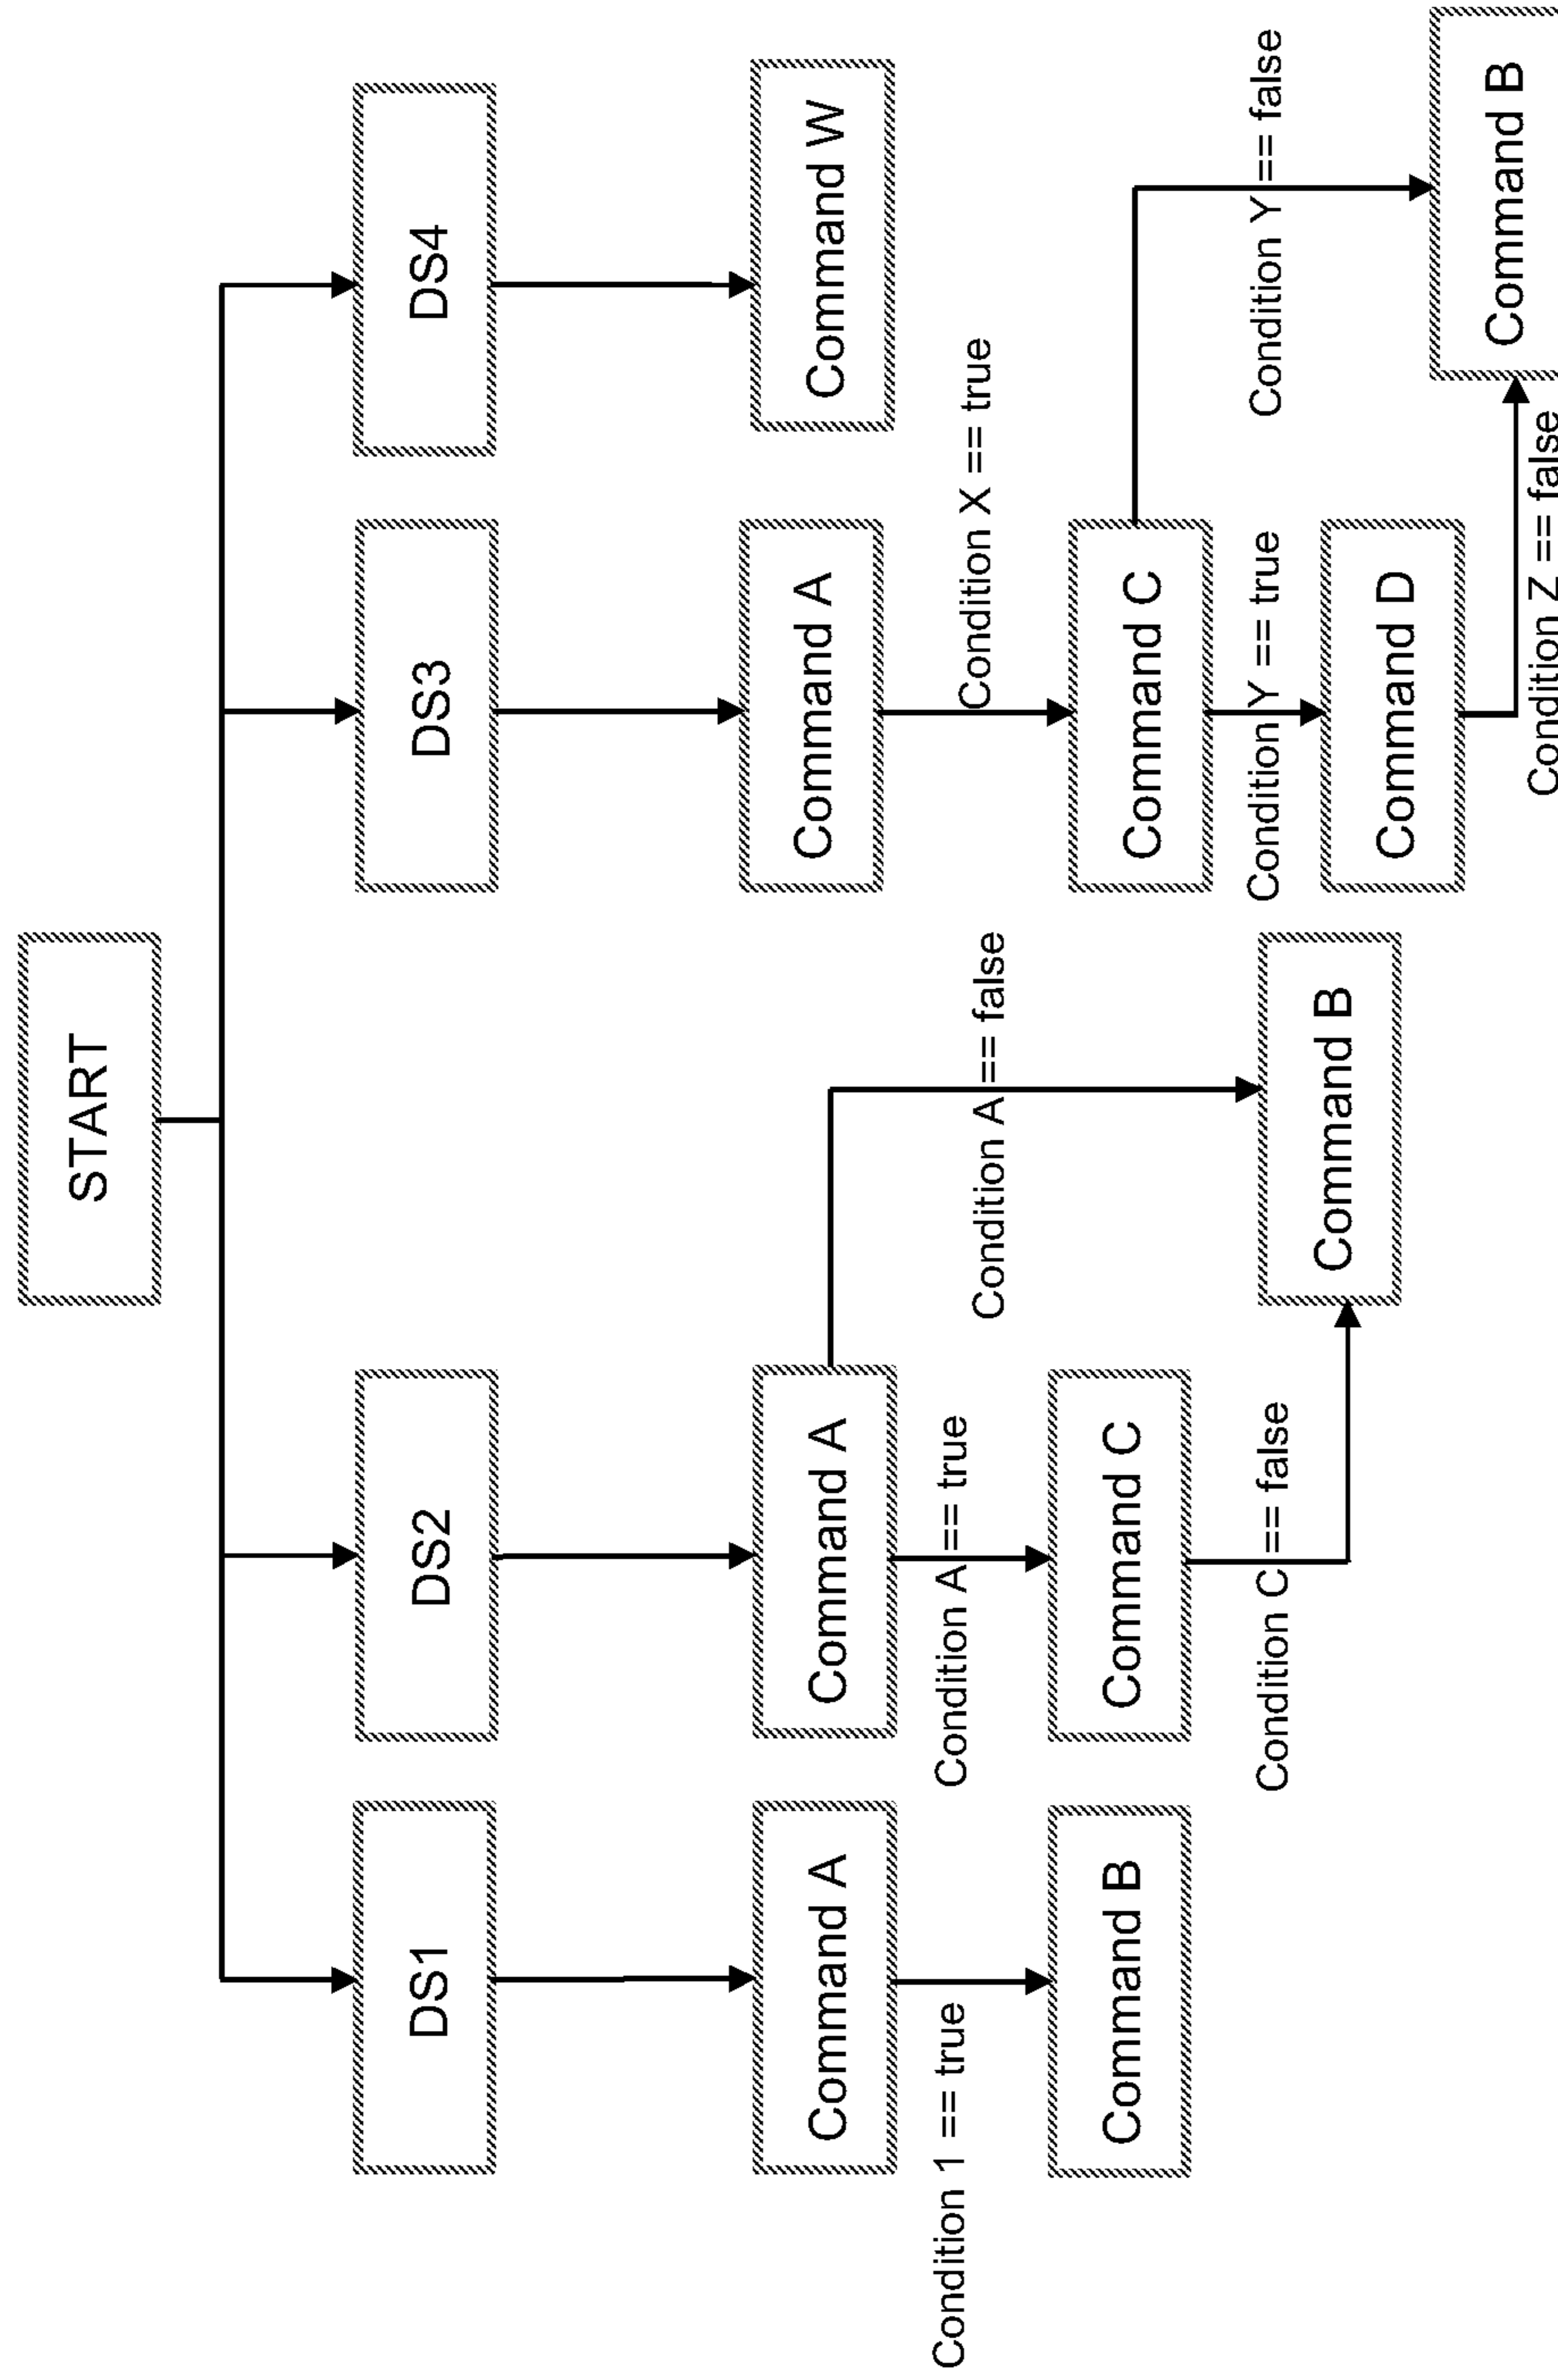 START
DS1
DS2
DS3
DS4
Command A
Command A
Command A
Command W
Condition 1 == true
Condition A == true
Condition A == false
Condition X == true
Command B
Command C
Command C
Condition C == false
Condition Y == true
Condition Y == false
Command B
Command D
Command B
Condition Z == false